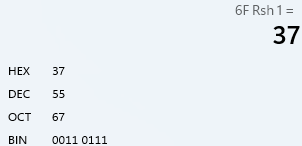 6F Rsh 1 =
37
HEX 37
DEC 55
OCT 67
BIN 0011 0111